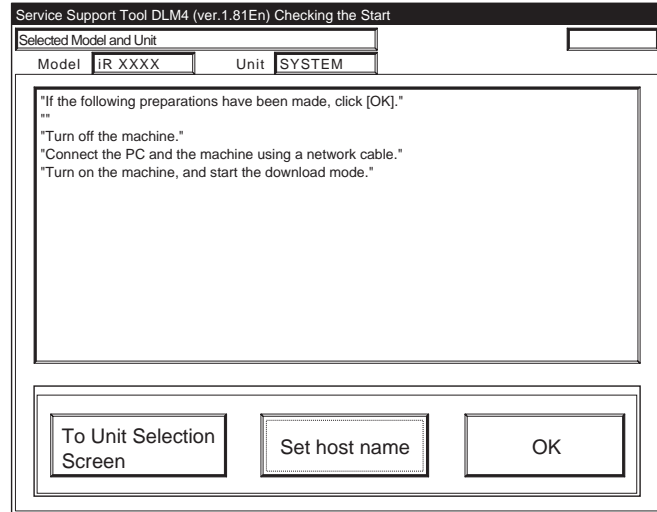 Service Support Tool DLM4 (ver.1.81En) Checking the Start
Selected Model and Unit
Model iR XXXX Unit SYSTEM
"If the following preparations have been made, click [OK]."
""
"Turn off the machine."
"Connect the PC and the machine using a network cable."
"Turn on the machine, and start the download mode."
To Unit Selection
Screen
Set host name
OK